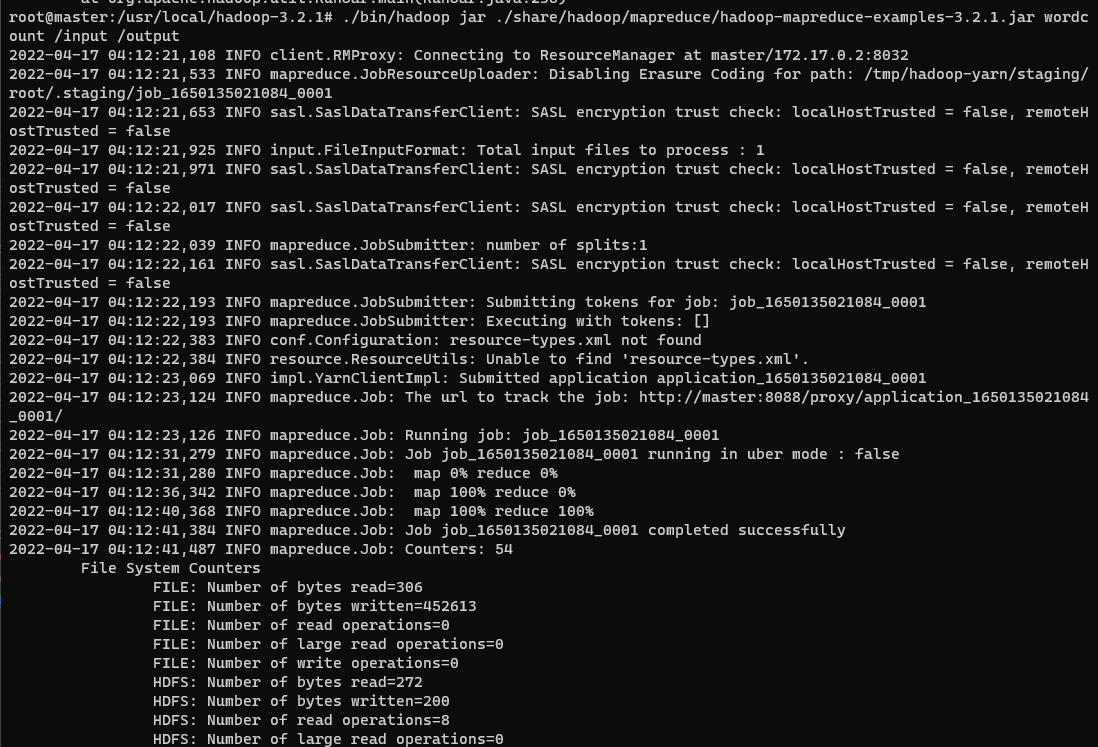 at org.apache.hadoop.util.RunJar.main(RunJar.java:236)
root@master:/usr/local/hadoop-3.2.1# ./bin/hadoop jar ./share/hadoop/mapreduce/hadoop-mapreduce-examples-3.2.1.jar wordc
ount /input /output
2022-04-17 04:12:21,108 INFO client.RMProxy: Connecting to ResourceManager at master/172.17.0.2:8032
2022-04-17 04:12:21,533 INFO mapreduce.JobResourceUploader: Disabling Erasure Coding for path: /tmp/hadoop-yarn/staging/
root/.staging/job_1650135021084_0001
2022-04-17 04:12:21,653 INFO sasl.SaslDataTransferClient: SASL encryption trust check: localHostTrusted = false, remoteH
ostTrusted = false
2022-04-17 04:12:21,925 INFO input.FileInputFormat: Total input files to process : 1
2022-04-17 04:12:21,971 INFO sasl.SaslDataTransferClient: SASL encryption trust check: localHostTrusted = false, remoteH
ostTrusted = false
2022-04-17 04:12:22,017 INFO sasl.SaslDataTransferClient: SASL encryption trust check: localHostTrusted = false, remoteH
ostTrusted = false
2022-04-17 04:12:22,039 INFO mapreduce.JobSubmitter: number of splits:1
2022-04-17 04:12:22,161 INFO sasl.SaslDataTransferClient: SASL encryption trust check: localHostTrusted = false, remoteH
ostTrusted = false
2022-04-17 04:12:22,193 INFO mapreduce.JobSubmitter: Submitting tokens for job: job_1650135021084_0001
2022-04-17 04:12:22,193 INFO mapreduce.JobSubmitter: Executing with tokens: []
2022-04-17 04:12:22,383 INFO conf.Configuration: resource-types.xml not found
2022-04-17 04:12:22,384 INFO resource.ResourceUtils: Unable to find 'resource-types.xml'.
2022-04-17 04:12:23,069 INFO impl.YarnClientImpl: Submitted application application_1650135021084_0001
2022-04-17 04:12:23,124 INFO mapreduce.Job: The url to track the job: http://master:8088/proxy/application_1650135021084
_0001/
2022-04-17 04:12:23,126 INFO mapreduce.Job: Running job: job_1650135021084_0001
2022-04-17 04:12:31,279 INFO mapreduce.Job: Job job_1650135021084_0001 running in uber mode : false
2022-04-17 04:12:31,280 INFO mapreduce.Job:  map 0% reduce 0%
2022-04-17 04:12:36,342 INFO mapreduce.Job:  map 100% reduce 0%
2022-04-17 04:12:40,368 INFO mapreduce.Job:  map 100% reduce 100%
2022-04-17 04:12:41,384 INFO mapreduce.Job: Job job_1650135021084_0001 completed successfully
2022-04-17 04:12:41,487 INFO mapreduce.Job: Counters: 54
File System Counters
FILE: Number of bytes read=306
FILE: Number of bytes written=452613
FILE: Number of read operations=0
FILE: Number of large read operations=0
FILE: Number of write operations=0
HDFS: Number of bytes read=272
HDFS: Number of bytes written=200
HDFS: Number of read operations=8
HDFS: Number of large read operations=0